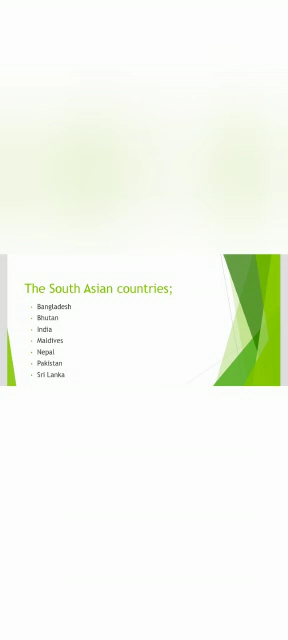 The South Asian countries;
Bangladesh
Bhutan
India
Maldives
Nepal
Pakistan
Sri Lanka